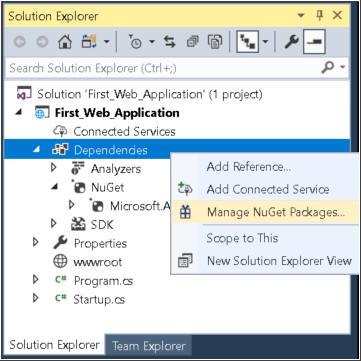 Solution Explorer
Search Solution Explorer (Ctrl+;)
Solution 'First_Web_Application' (1 project)
First_Web_Application
Connected Services
Dependencies
Analyzers
NuGet
SDK
Properties
wwwroot
C# Program.cs
C# Startup.cs
Add Reference...
Add Connected Service
Manage NuGet Packages...
Scope to This
New Solution Explorer View
Solution Explorer Team Explorer